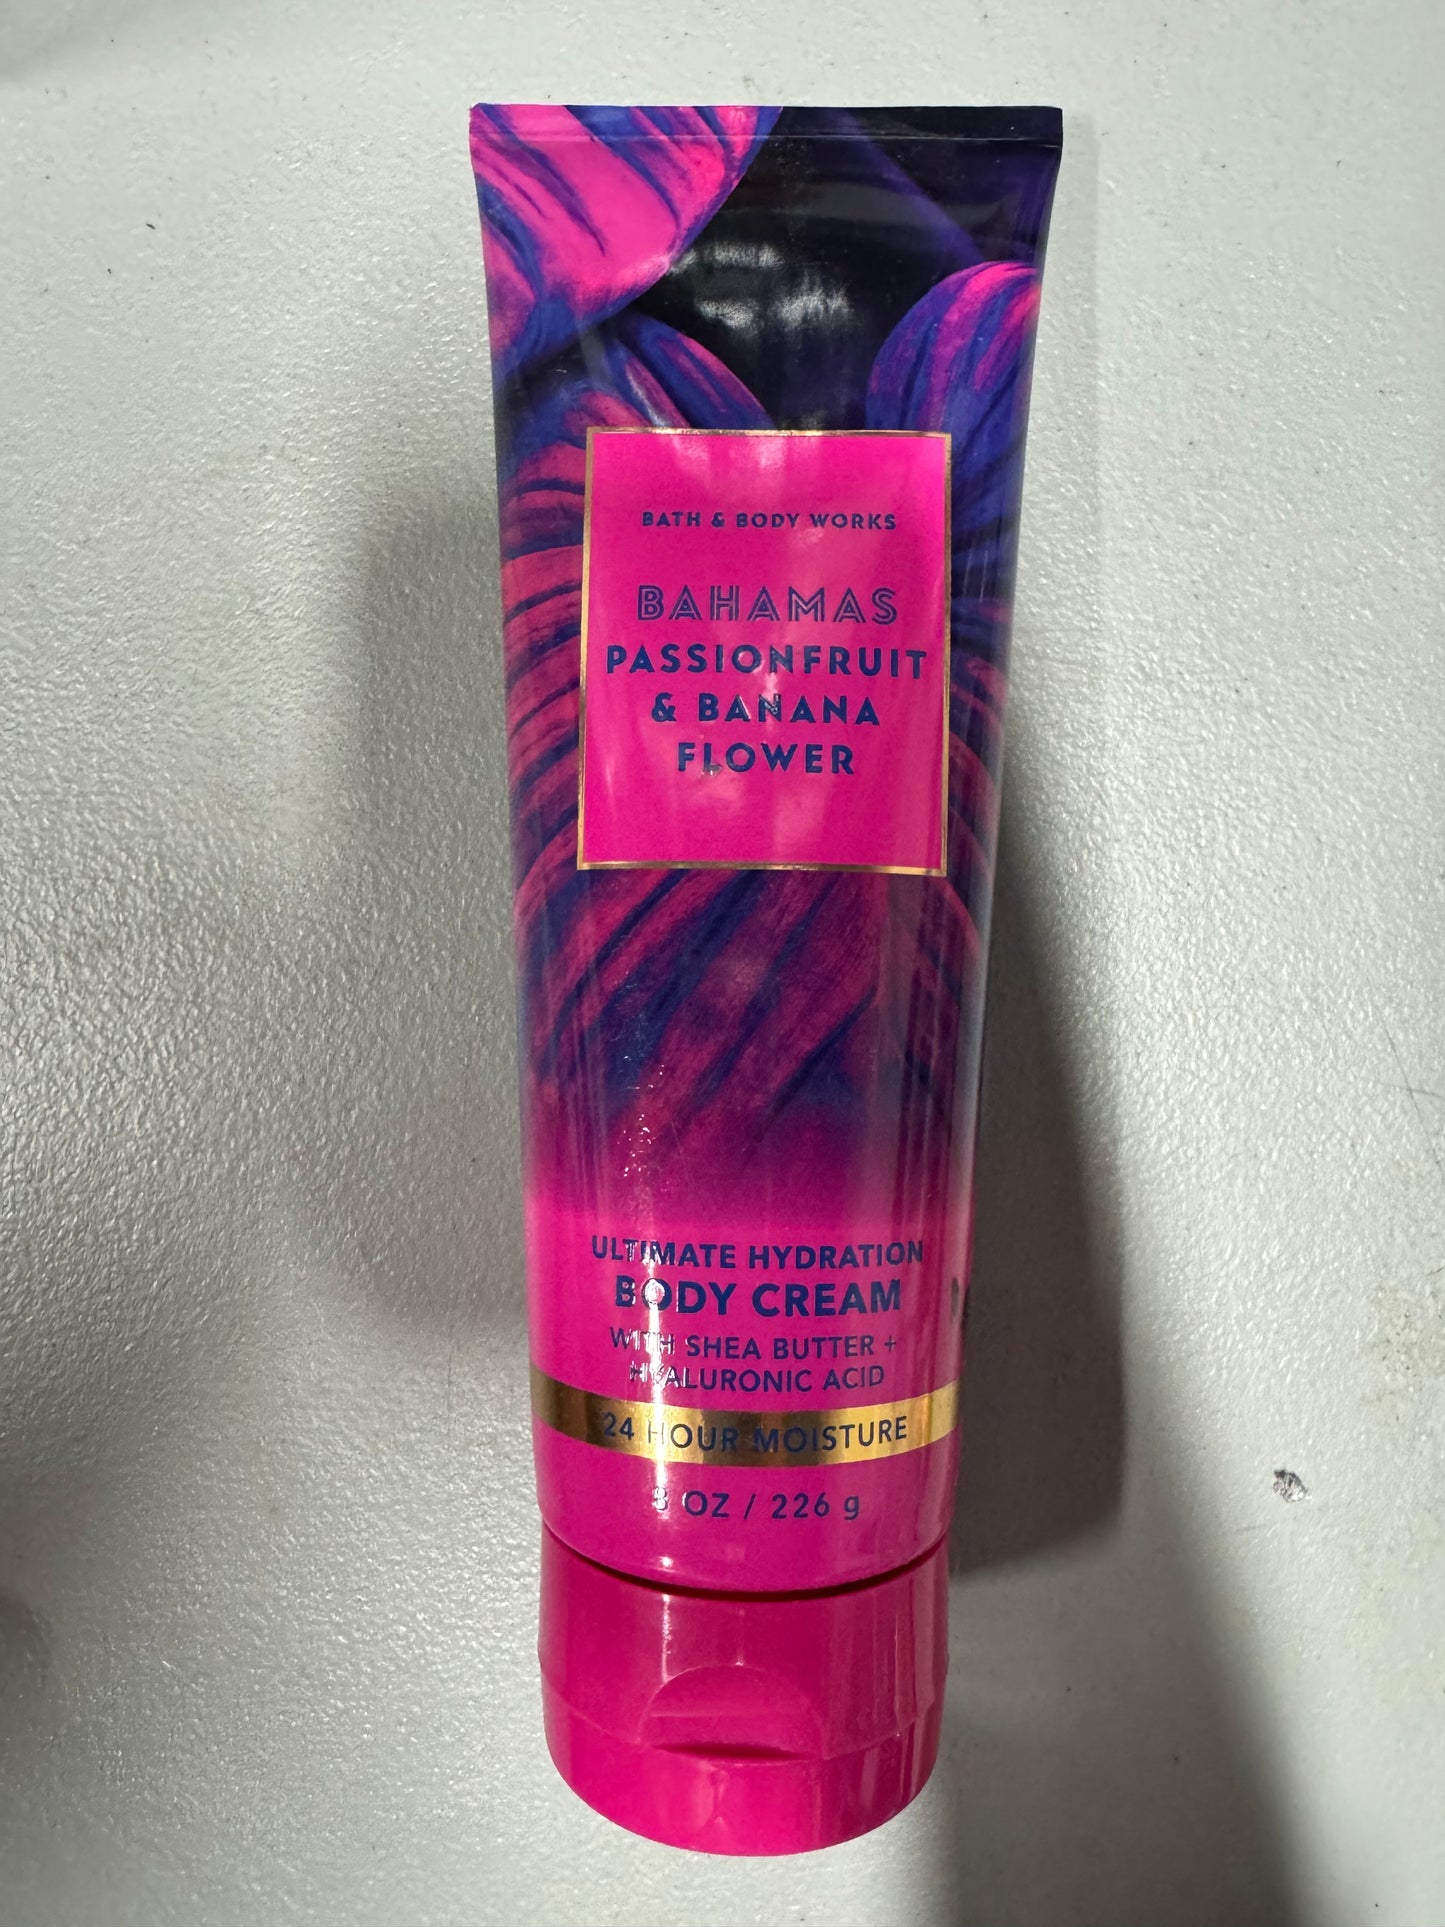 BATH & BODY WORKS
BAHAMAS
PASSIONFRUIT
& BANANA
FLOWER
ULTIMATE HYDRATION
BODY CREAM
WITH SHEA BUTTER +
HYALURONIC ACID
24 HOUR MOISTURE
8 OZ / 226 g